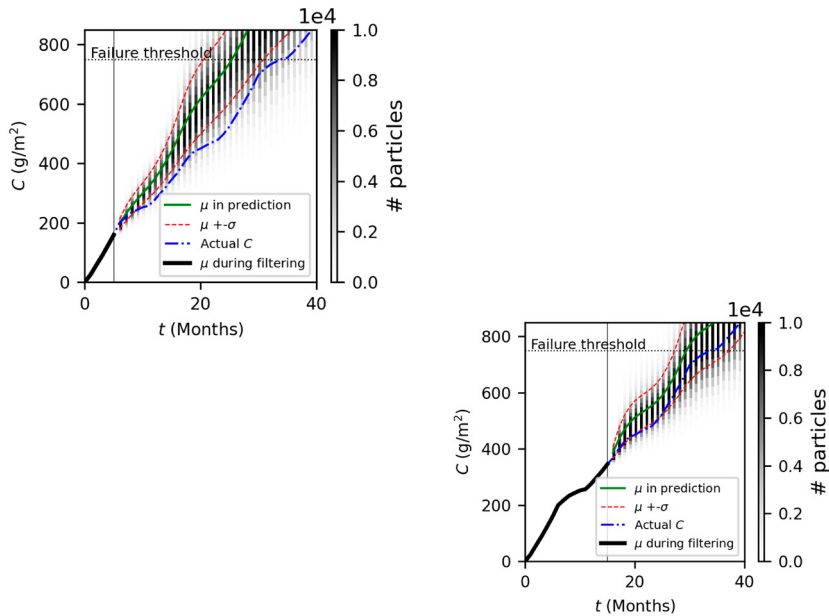 1e4
Failure threshold
800
600
400
200
0
C (g/m²)
0
20
40
t (Months)
μ in prediction
μ +-σ
Actual C
μ during filtering
1.0
0.8
0.6
0.4
0.2
0.0
# particles
1e4
Failure threshold
800
600
400
200
0
C (g/m²)
0
20
40
t (Months)
μ in prediction
μ +-σ
Actual C
μ during filtering
1.0
0.8
0.6
0.4
0.2
0.0
# particles